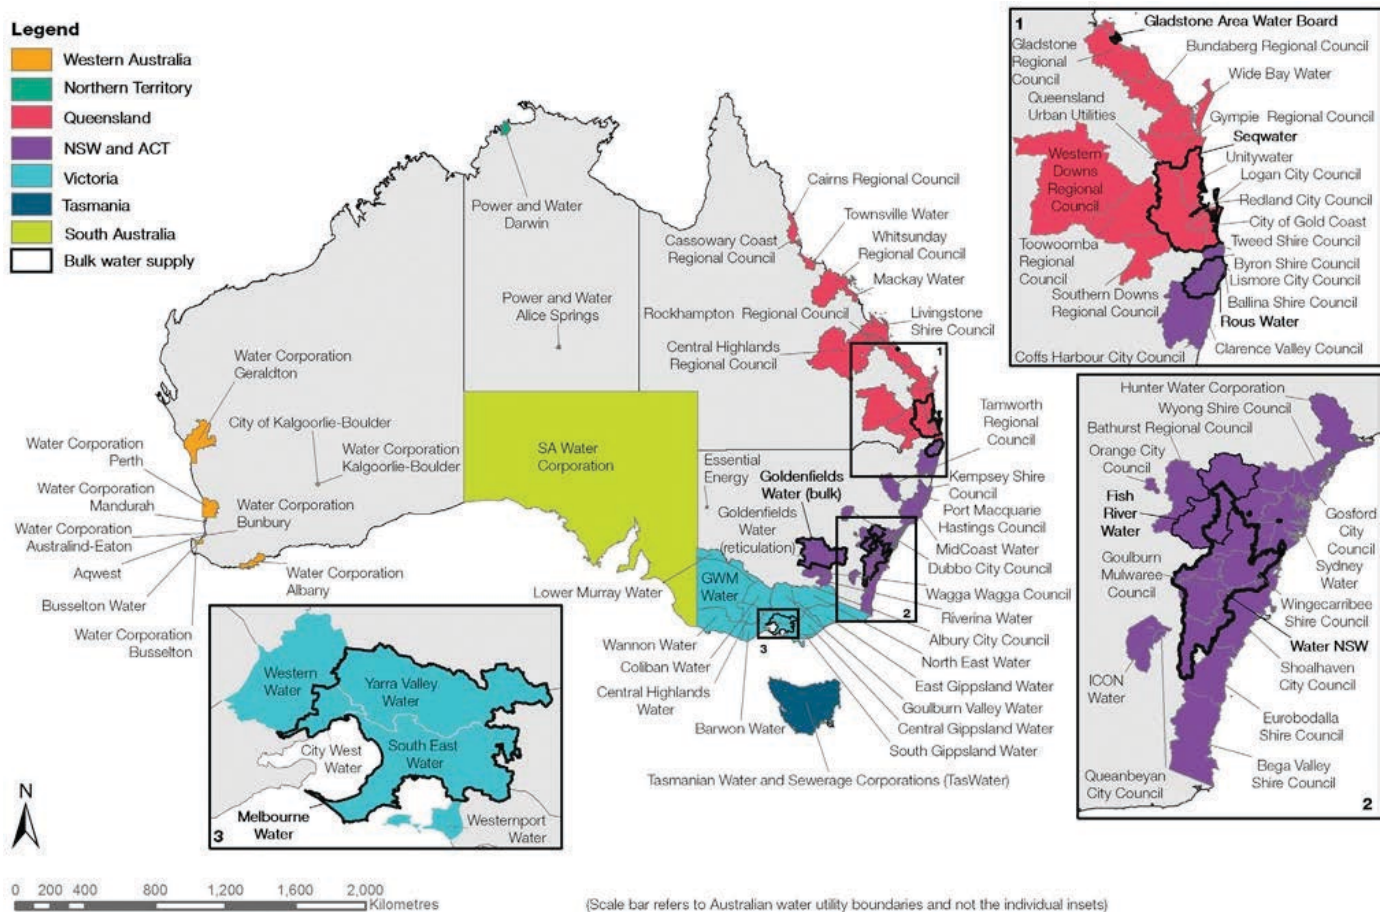 Legend
Western Australia
Northern Territory
Queensland
NSW and ACT
Victoria
Tasmania
South Australia
Bulk water supply
Power and Water
Darwin
Power and Water
Alice Springs
Cairns Regional Council
Townsville Water
Cassowary Coast
Regional Council
Whitsunday
Regional Council
Mackay Water
Rockhampton Regional Council
Livingstone
Shire Council
Central Highlands
Regional Council
1
Water Corporation
Geraldton
City of Kalgoorlie-Boulder
Water Corporation
Kalgoorlie-Boulder
Water Corporation
Perth
Water Corporation
Mandurah
Water Corporation
Bunbury
Water Corporation
Australind-Eaton
Aqwest
Busselton Water
Water Corporation
Busselton
Water Corporation
Albany
SA Water
Corporation
Tamworth
Regional
Council
Essential
Energy
Goldenfields
Water (bulk)
Goldenfields
Water
(reticulation)
Kempsey Shire
Council
Port Macquarie
Hastings Council
MidCoast Water
Dubbo City Council
Wagga Wagga Council
2
Riverina Water
Albury City Council
North East Water
East Gippsland Water
Goulburn Valley Water
Central Gippsland Water
South Gippsland Water
Lower Murray Water
GWM
Water
3
Wannon Water
Coliban Water
Central Highlands
Water
Barwon Water
Tasmanian Water and Sewerage Corporations (TasWater)
1
Gladstone Area Water Board
Gladstone
Regional
Council
Bundaberg Regional Council
Wide Bay Water
Queensland
Urban Utilities
Gympie Regional Council
Seqwater
Western
Downs
Regional
Council
Unitywater
Logan City Council
Redland City Council
City of Gold Coast
Toowoomba
Regional
Council
Tweed Shire Council
Byron Shire Council
Lismore City Council
Southern Downs
Regional Council
Ballina Shire Council
Rous Water
Coffs Harbour City Council
Clarence Valley Council
Hunter Water Corporation
Wyong Shire Council
Bathurst Regional Council
Orange City
Council
Fish
River
Water
Gosford
City
Council
Goulburn
Mulwaree
Council
Sydney
Water
Wingecarribee
Shire Council
Water NSW
ICON
Water
Shoalhaven
City Council
Eurobodalla
Shire Council
Bega Valley
Shire Council
Queanbeyan
City Council
2
Western
Water
Yarra Valley
Water
City West
Water
South East
Water
Melbourne
Water
Westernport
Water
3
N
0 200 400 800 1,200 1,600 2,000
Kilometres
(Scale bar refers to Australian water utility boundaries and not the individual insets)